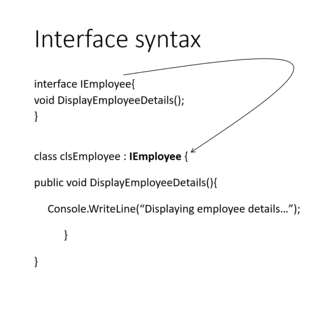 Interface syntax
interface IEmployee{
void DisplayEmployeeDetails();
}
class clsEmployee : IEmployee {
public void DisplayEmployeeDetails(){
Console.WriteLine(“Displaying employee details…”);
}
}